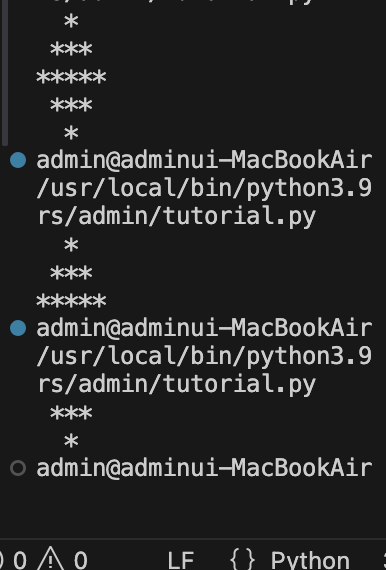 *
 ***
*****
 ***
  *
admin@adminui-MacBookAir
/usr/local/bin/python3.9
rs/admin/tutorial.py
  *
 ***
*****
admin@adminui-MacBookAir
/usr/local/bin/python3.9
rs/admin/tutorial.py
 ***
  *
admin@adminui-MacBookAir
0 0 LF {} Python